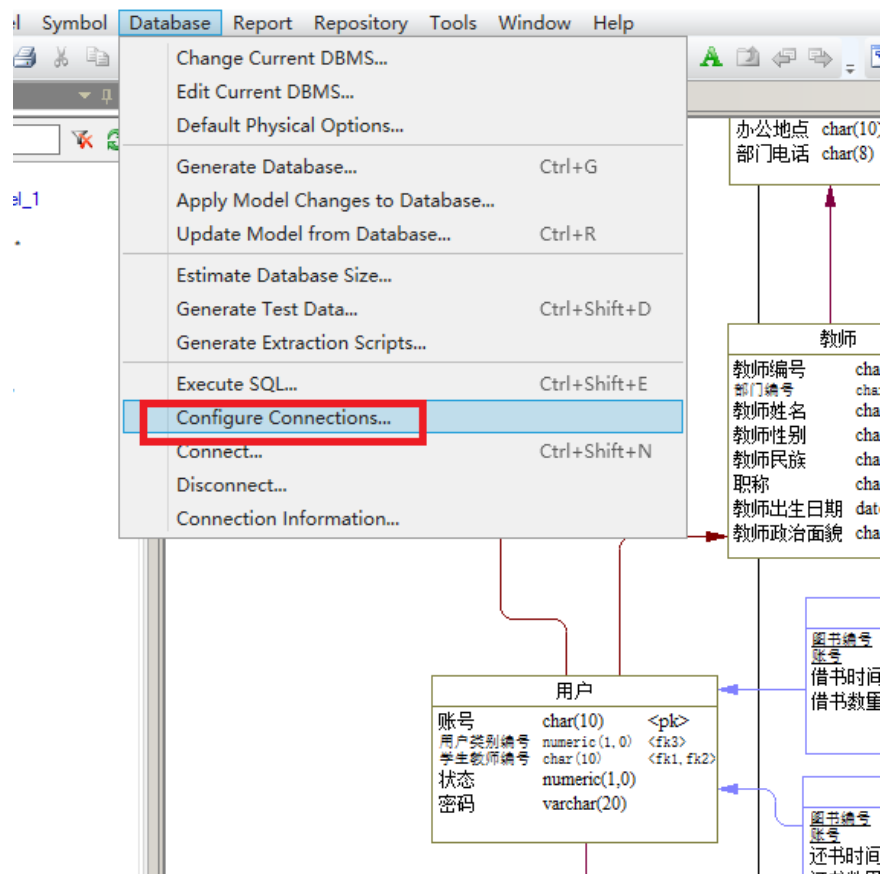 Symbol Database Report Repository Tools Window Help
Change Current DBMS...
Edit Current DBMS...
Default Physical Options...
Generate Database... Ctrl+G
Apply Model Changes to Database...
Update Model from Database... Ctrl+R
Estimate Database Size...
Generate Test Data... Ctrl+Shift+D
Generate Extraction Scripts...
Execute SQL... Ctrl+Shift+E
Configure Connections...
Connect... Ctrl+Shift+N
Disconnect...
Connection Information...
el_1
办公地点 char(10)
部门电话 char(8)
教师
教师编号 cha
部门编号 cha
教师姓名 cha
教师性别 cha
教师民族 cha
职称 cha
教师出生日期 date
教师政治面貌 cha
用户
账号 char(10) <pk>
用户类别编号 numeric(1,0) <fk3>
学生教师编号 char(10) <fk1,fk2>
状态 numeric(1,0)
密码 varchar(20)
图书编号
账号
借书时间
借书数量
图书编号
账号
还书时间